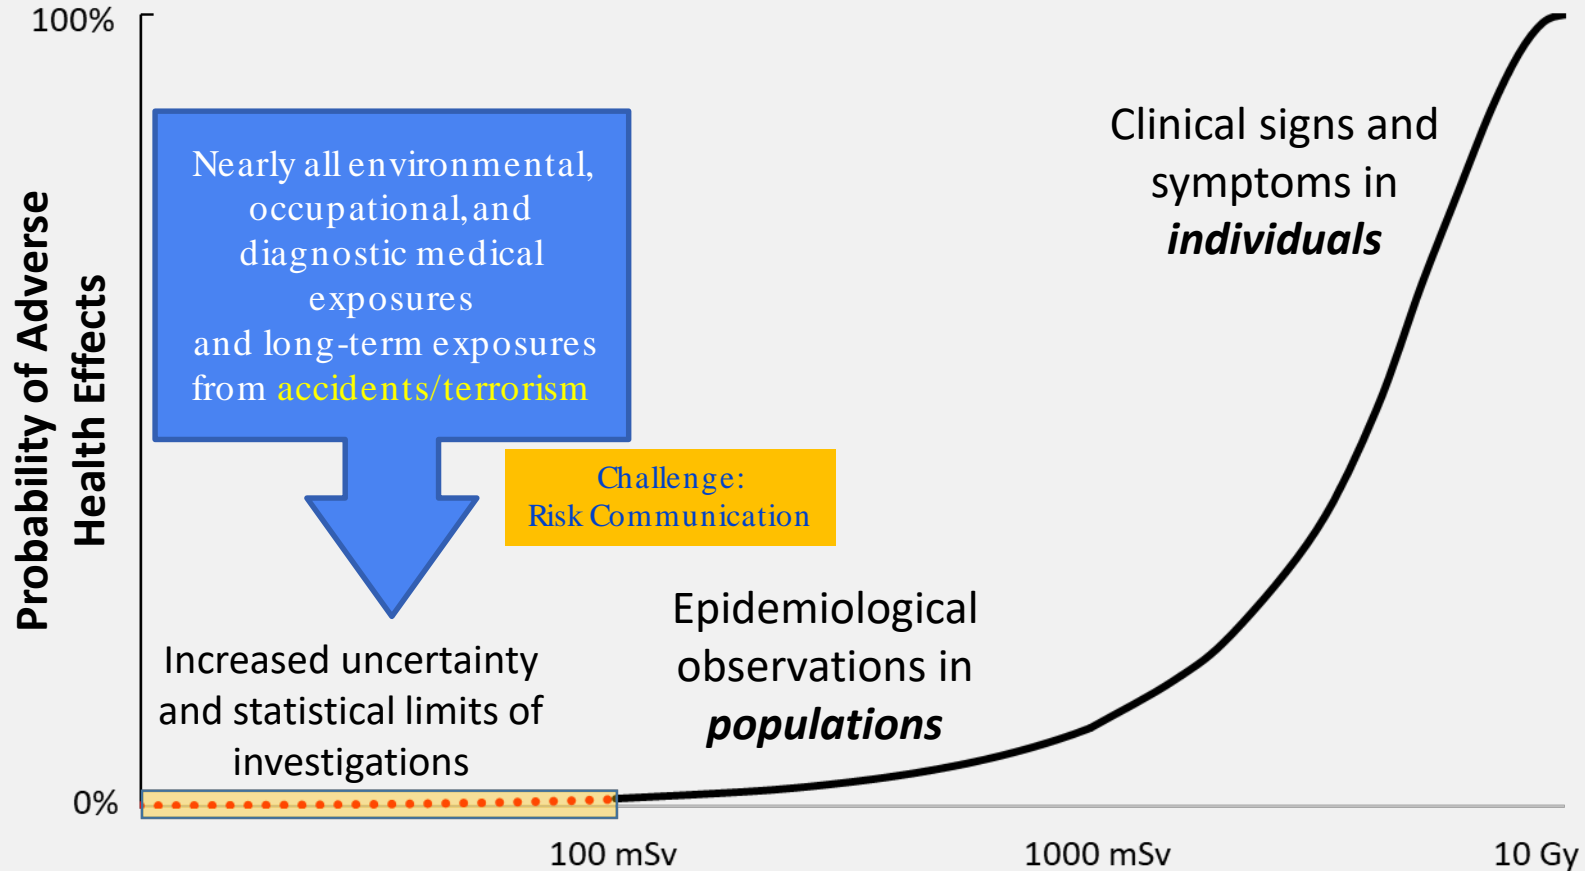 100%
Probability of Adverse
Health Effects
0%
Nearly all environmental,
occupational, and
diagnostic medical
exposures
and long-term exposures
from accidents/terrorism
Challenge:
Risk Communication
Increased uncertainty
and statistical limits of
investigations
Epidemiological
observations in
populations
Clinical signs and
symptoms in
individuals
100 mSv
1000 mSv
10 Gy